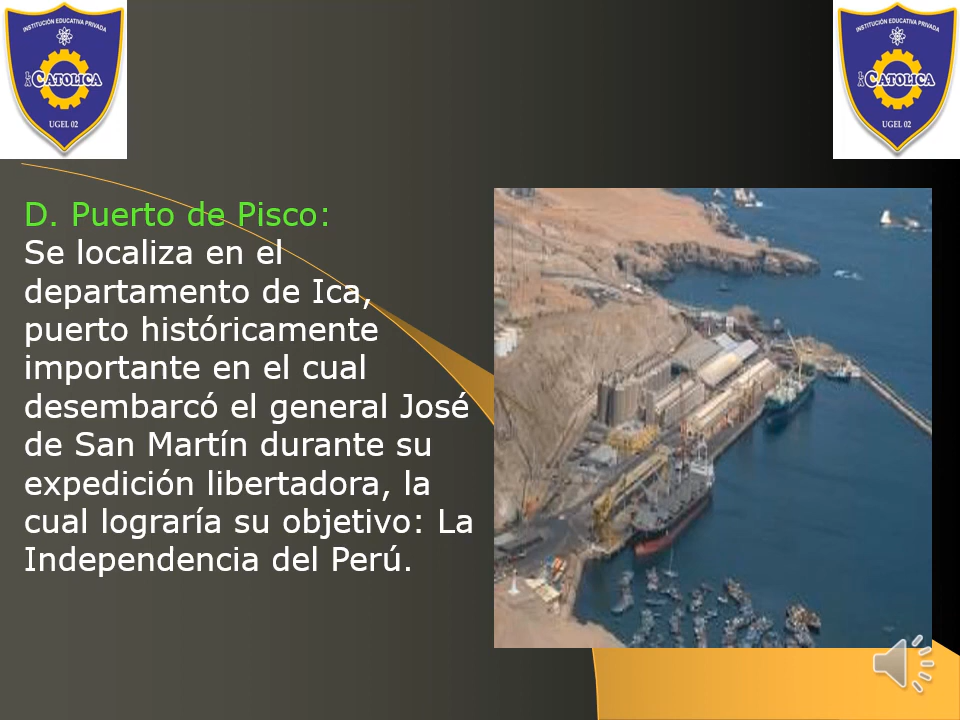 INSTITUCIÓN EDUCATIVA PRIVADA
LA CATOLICA
UGEL 02
INSTITUCIÓN EDUCATIVA PRIVADA
LA CATOLICA
UGEL 02
D. Puerto de Pisco:
Se localiza en el
departamento de Ica,
puerto históricamente
importante en el cual
desembarcó el general José
de San Martín durante su
expedición libertadora, la
cual lograría su objetivo: La
Independencia del Perú.